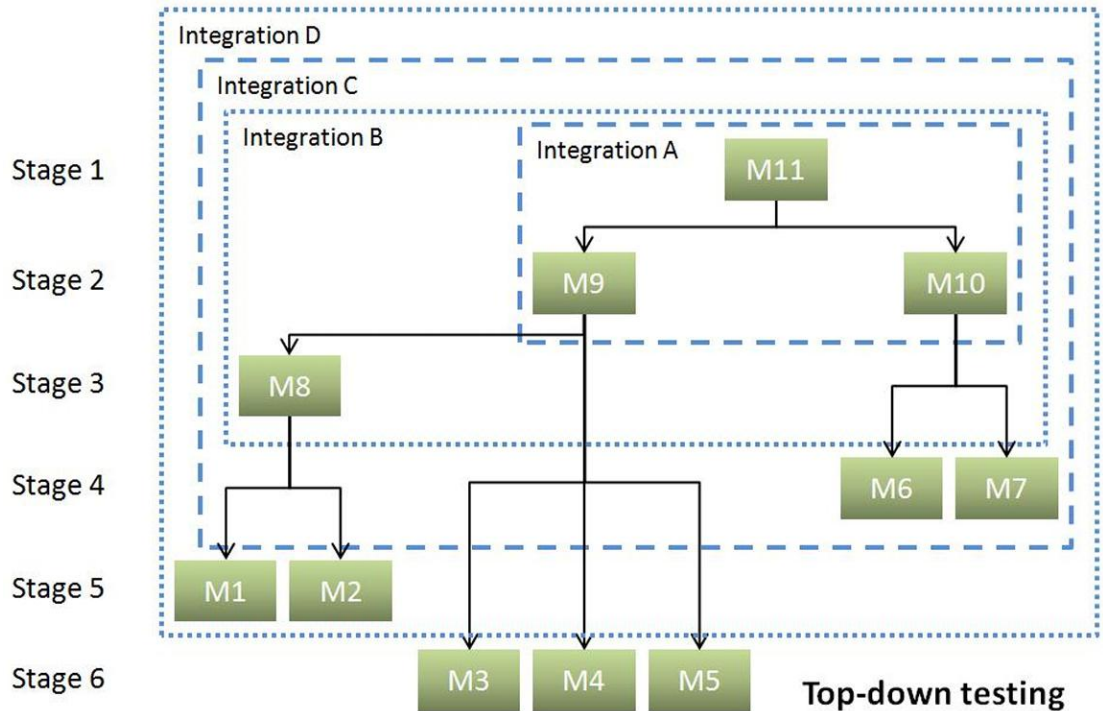 Integration D
Integration C
Integration B
Integration A
Stage 1
M11
Stage 2
M9 M10
Stage 3
M8
Stage 4
M6 M7
Stage 5
M1 M2
Stage 6
M3 M4 M5
Top-down testing